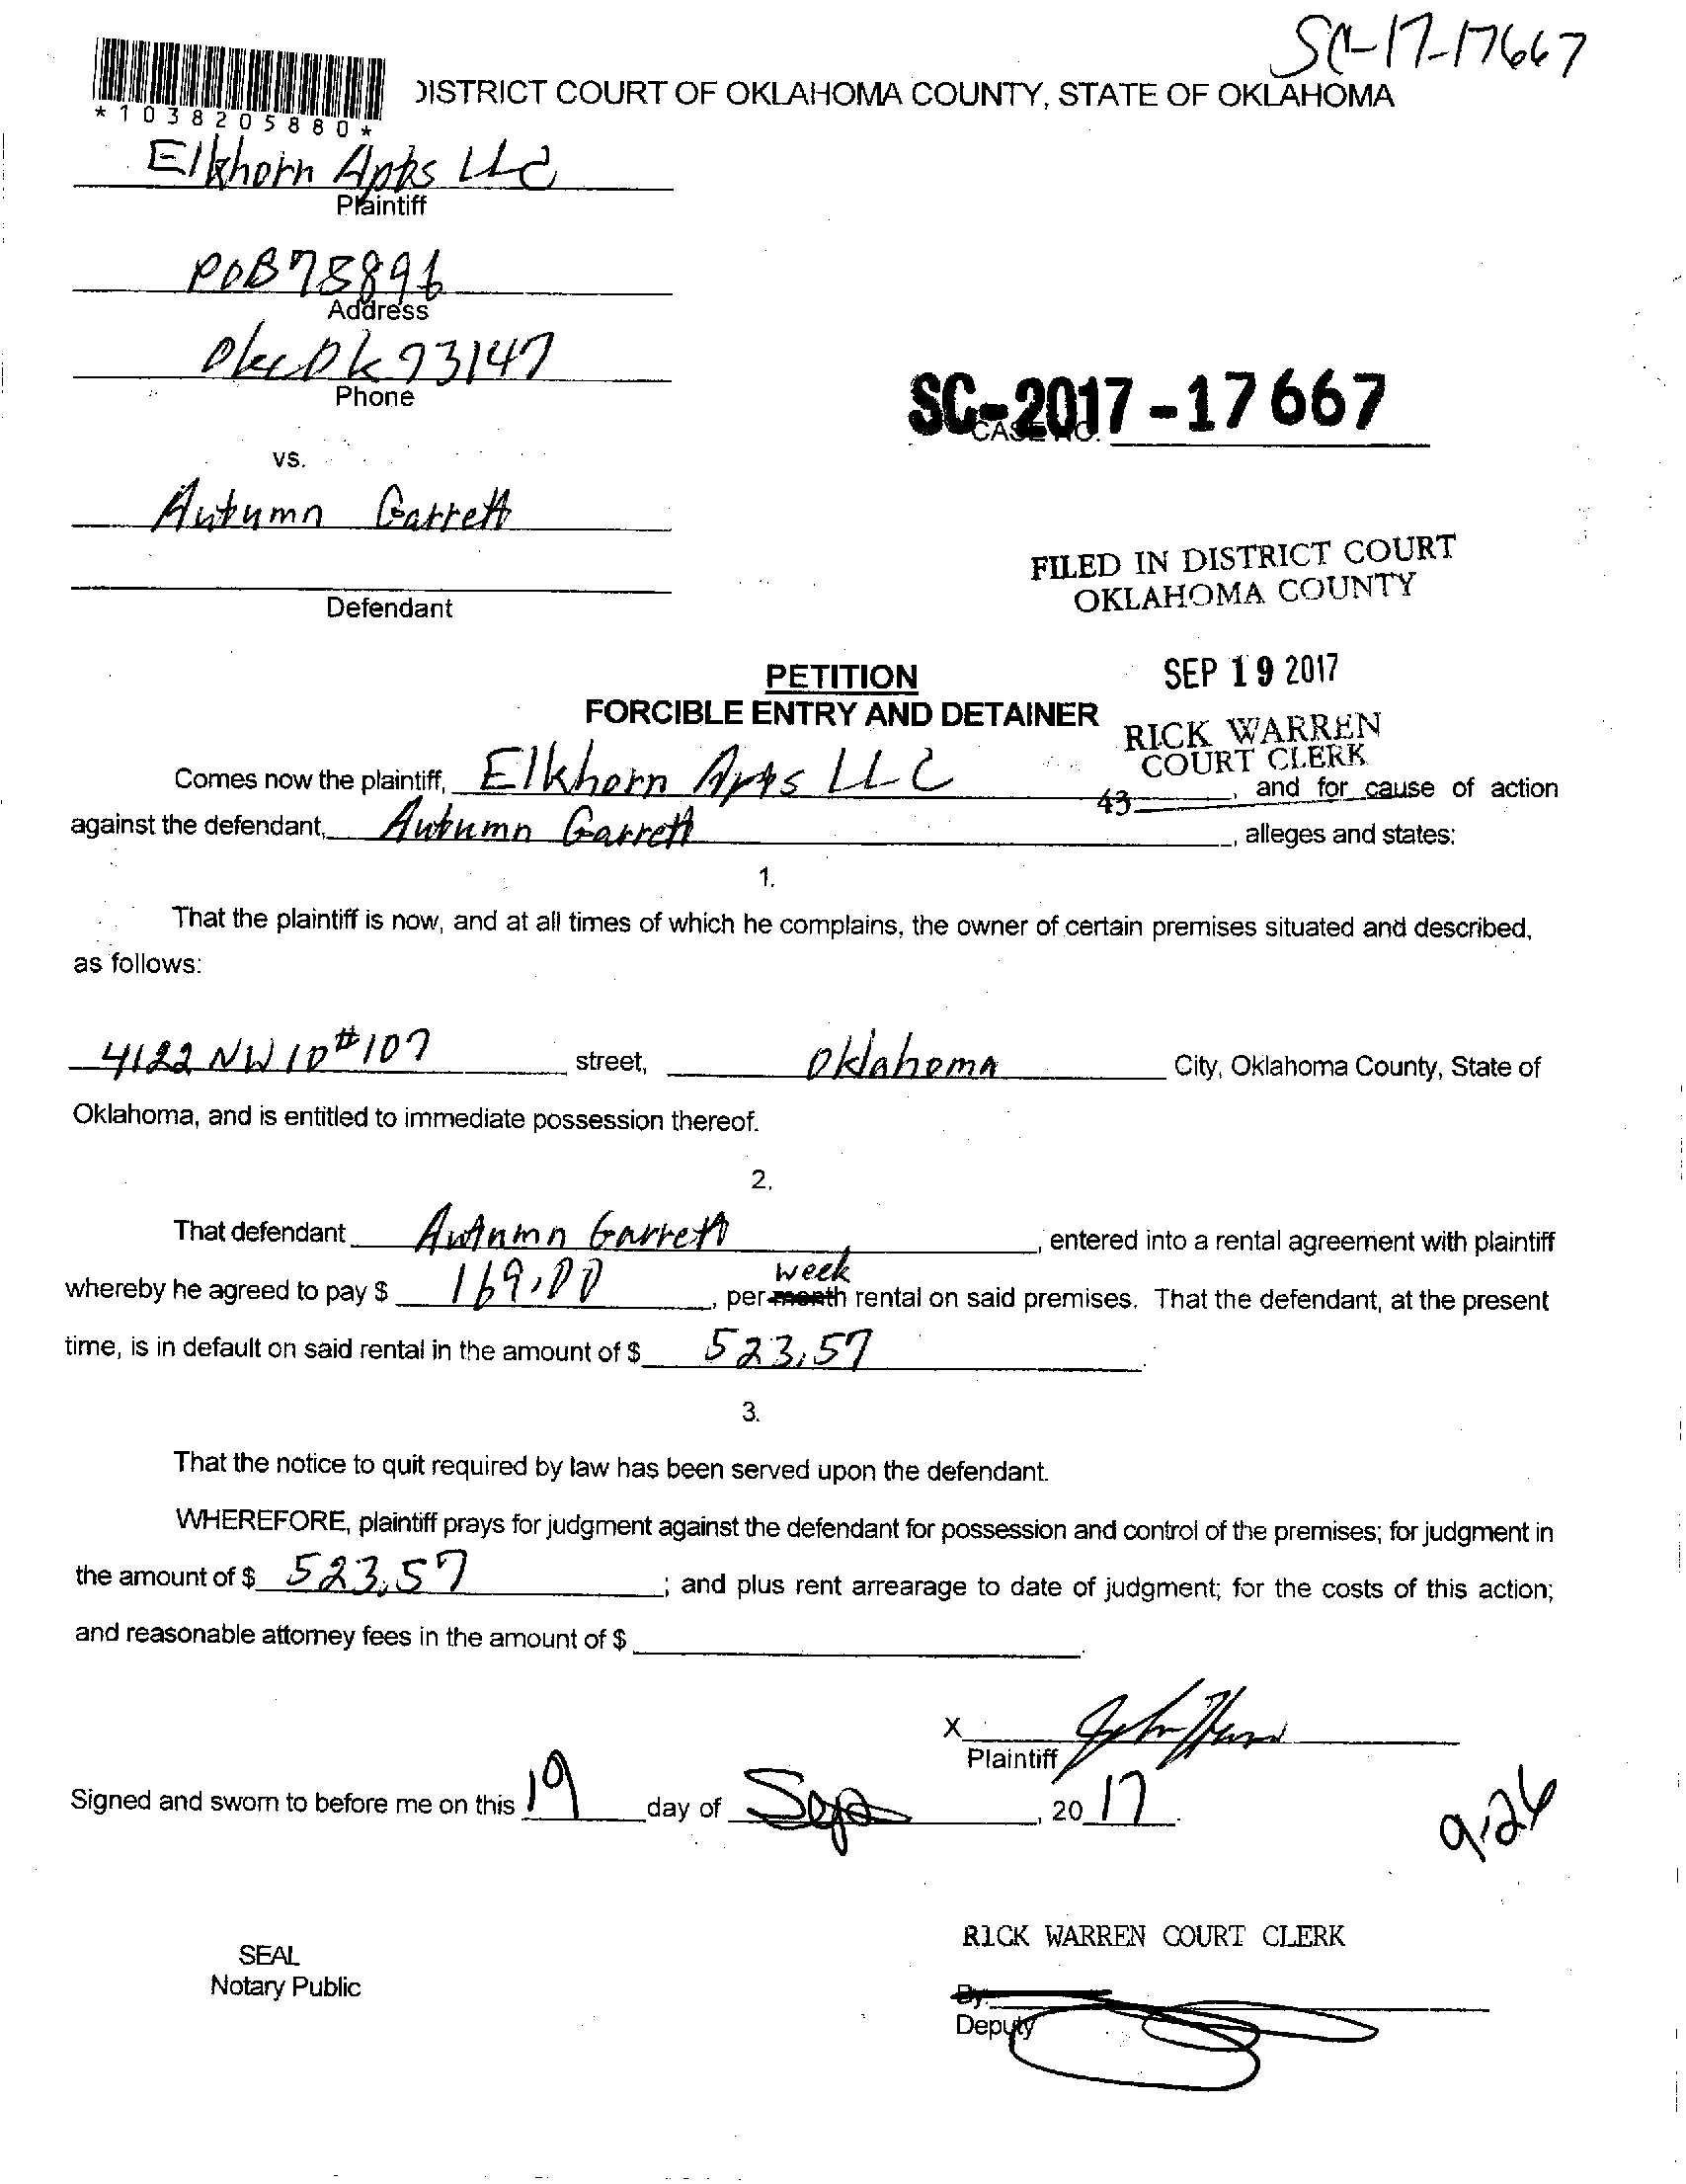 SC-17-17667
DISTRICT COURT OF OKLAHOMA COUNTY, STATE OF OKLAHOMA
*1038205880*
Elkhorn Apts LLC
Plaintiff
POB 75896
Address
Okc Ok 73147
Phone
SC-2017-17667
CASE NO.
vs.
Autumn Garrett
Defendant
FILED IN DISTRICT COURT
OKLAHOMA COUNTY
SEP 19 2017
RICK WARREN
COURT CLERK
43
PETITION
FORCIBLE ENTRY AND DETAINER
Comes now the plaintiff, Elkhorn Apts LLC, and for cause of action
against the defendant, Autumn Garrett, alleges and states:
1.
That the plaintiff is now, and at all times of which he complains, the owner of certain premises situated and described,
as follows:
4122 NW 10 #107 street, Oklahoma City, Oklahoma County, State of
Oklahoma, and is entitled to immediate possession thereof.
2.
That defendant Autumn Garrett, entered into a rental agreement with plaintiff
week
whereby he agreed to pay $ 169.00, per month rental on said premises. That the defendant, at the present
time, is in default on said rental in the amount of $ 523.57.
3.
That the notice to quit required by law has been served upon the defendant.
WHEREFORE, plaintiff prays for judgment against the defendant for possession and control of the premises; for judgment in
the amount of $ 523.57; and plus rent arrearage to date of judgment; for the costs of this action;
and reasonable attorney fees in the amount of $
X
Plaintiff
Signed and sworn to before me on this 19 day of Sep, 20 17.
9-26
RICK WARREN COURT CLERK
SEAL
Notary Public
By:
Deputy